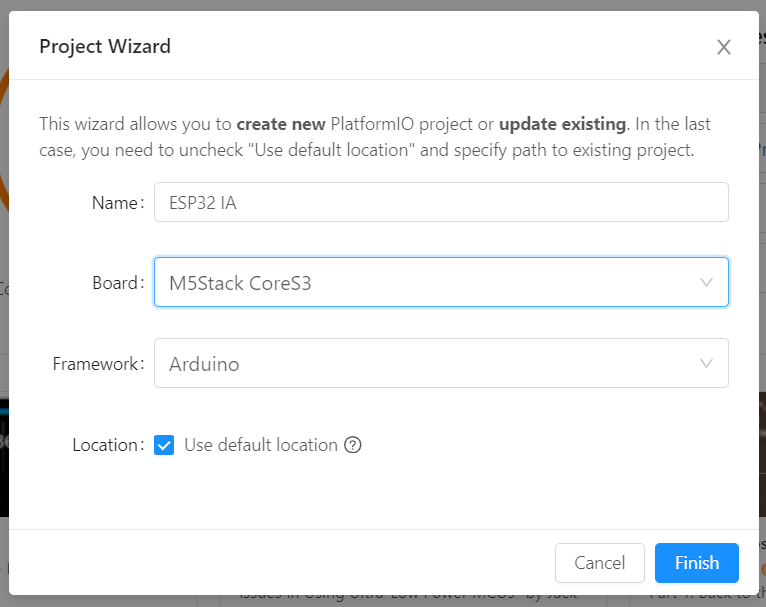 Project Wizard
This wizard allows you to create new PlatformIO project or update existing. In the last
case, you need to uncheck "Use default location" and specify path to existing project.
Name:
ESP32 IA
Board:
M5Stack CoreS3
Framework:
Arduino
Location:
Use default location
Cancel
Finish